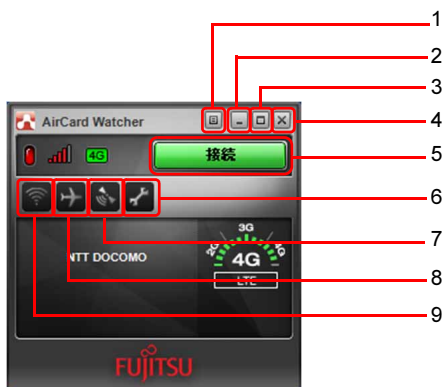 1
2
3
AirCard Watcher
4
4G
接続
5
6
7
NTT DOCOMO
2G
3G
4G
4G
LTE
8
9
FUJITSU